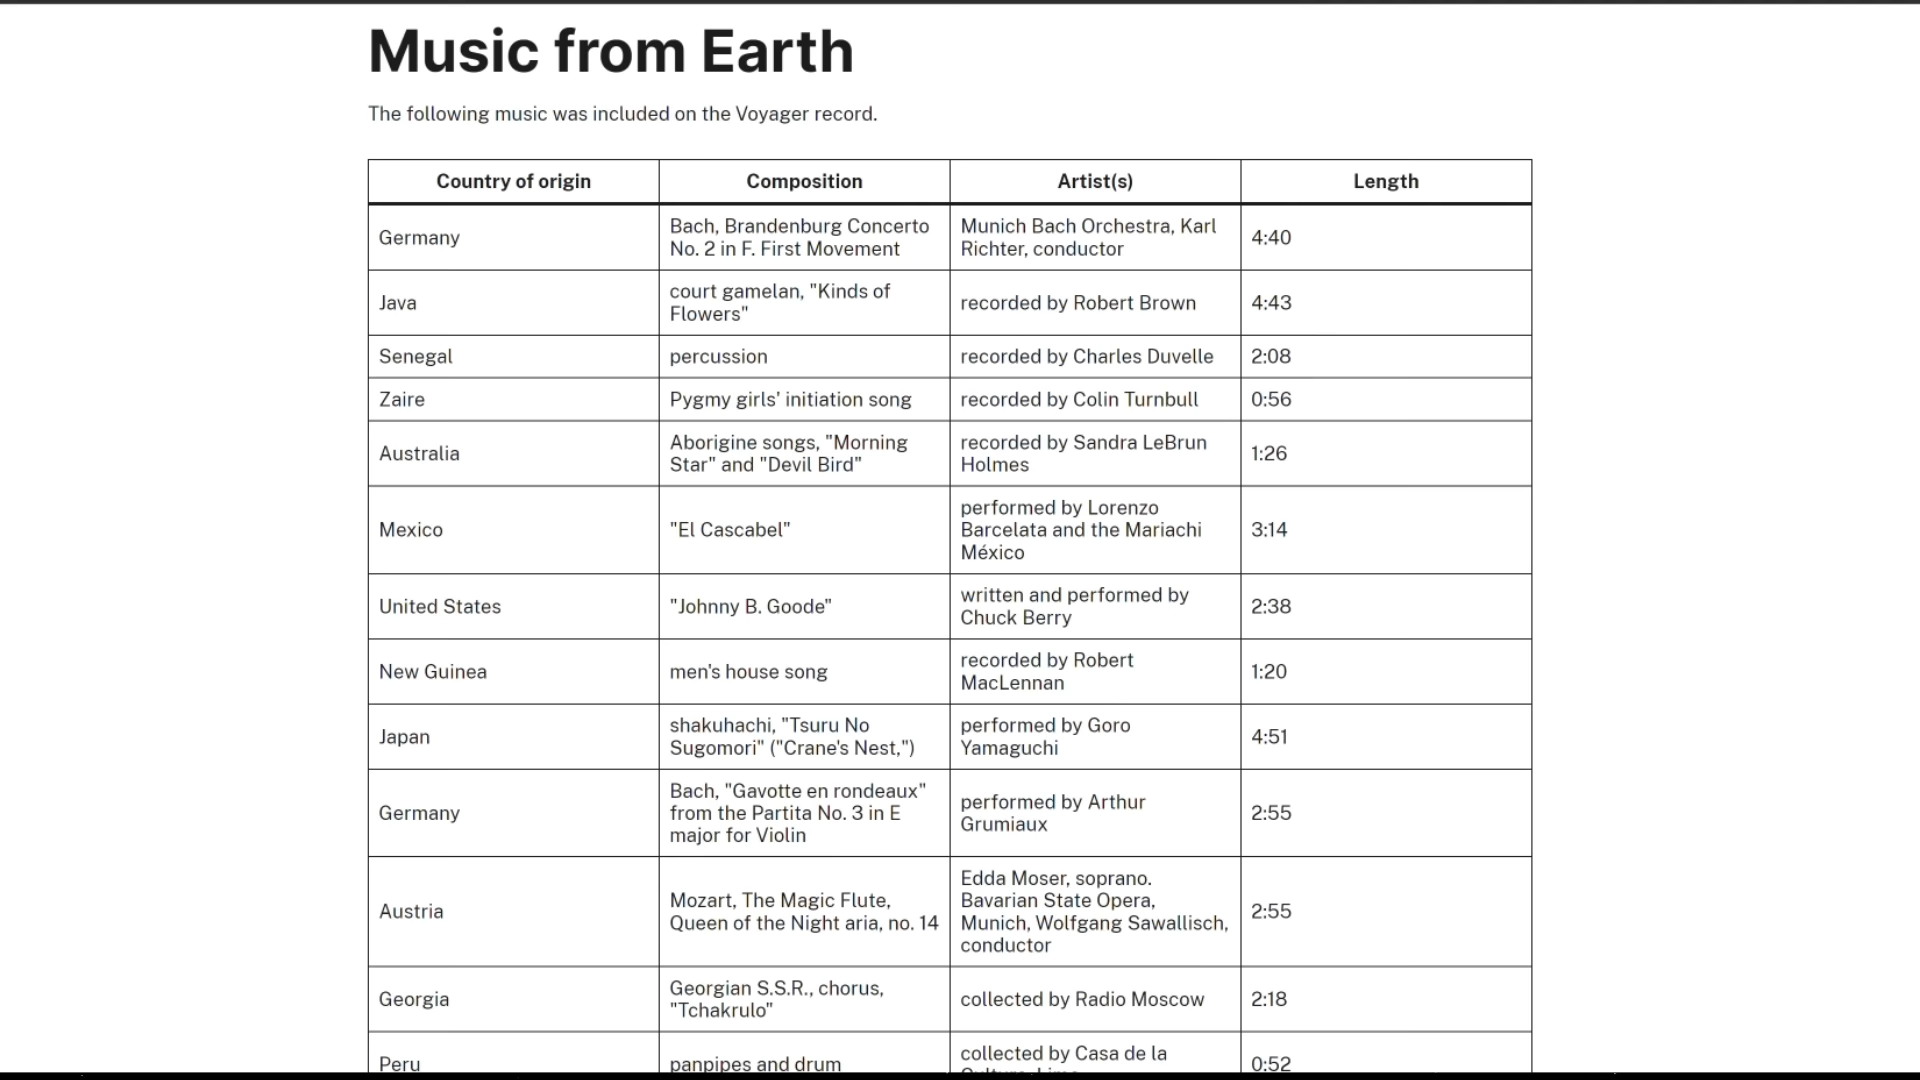 Music from Earth
The following music was included on the Voyager record.
Country of origin Composition Artist(s) Length
Germany
Bach, Brandenburg Concerto
No. 2 in F. First Movement
Munich Bach Orchestra, Karl
Richter, conductor
4:40
Java
court gamelan, "Kinds of
Flowers"
recorded by Robert Brown
4:43
Senegal
percussion
recorded by Charles Duvelle
2:08
Zaire
Pygmy girls' initiation song
recorded by Colin Turnbull
0:56
Australia
Aborigine songs, "Morning
Star" and "Devil Bird"
recorded by Sandra LeBrun
Holmes
1:26
Mexico
"El Cascabel"
performed by Lorenzo
Barcelata and the Mariachi
México
3:14
United States
"Johnny B. Goode"
written and performed by
Chuck Berry
2:38
New Guinea
men's house song
recorded by Robert
MacLennan
1:20
Japan
shakuhachi, "Tsuru No
Sugomori" ("Crane's Nest,")
performed by Goro
Yamaguchi
4:51
Germany
Bach, "Gavotte en rondeaux"
from the Partita No. 3 in E
major for Violin
performed by Arthur
Grumiaux
2:55
Austria
Mozart, The Magic Flute,
Queen of the Night aria, no. 14
Edda Moser, soprano.
Bavarian State Opera,
Munich, Wolfgang Sawallisch,
conductor
2:55
Georgia
Georgian S.S.R., chorus,
"Tchakrulo"
collected by Radio Moscow
2:18
Peru
panpipes and drum
collected by Casa de la
0:52